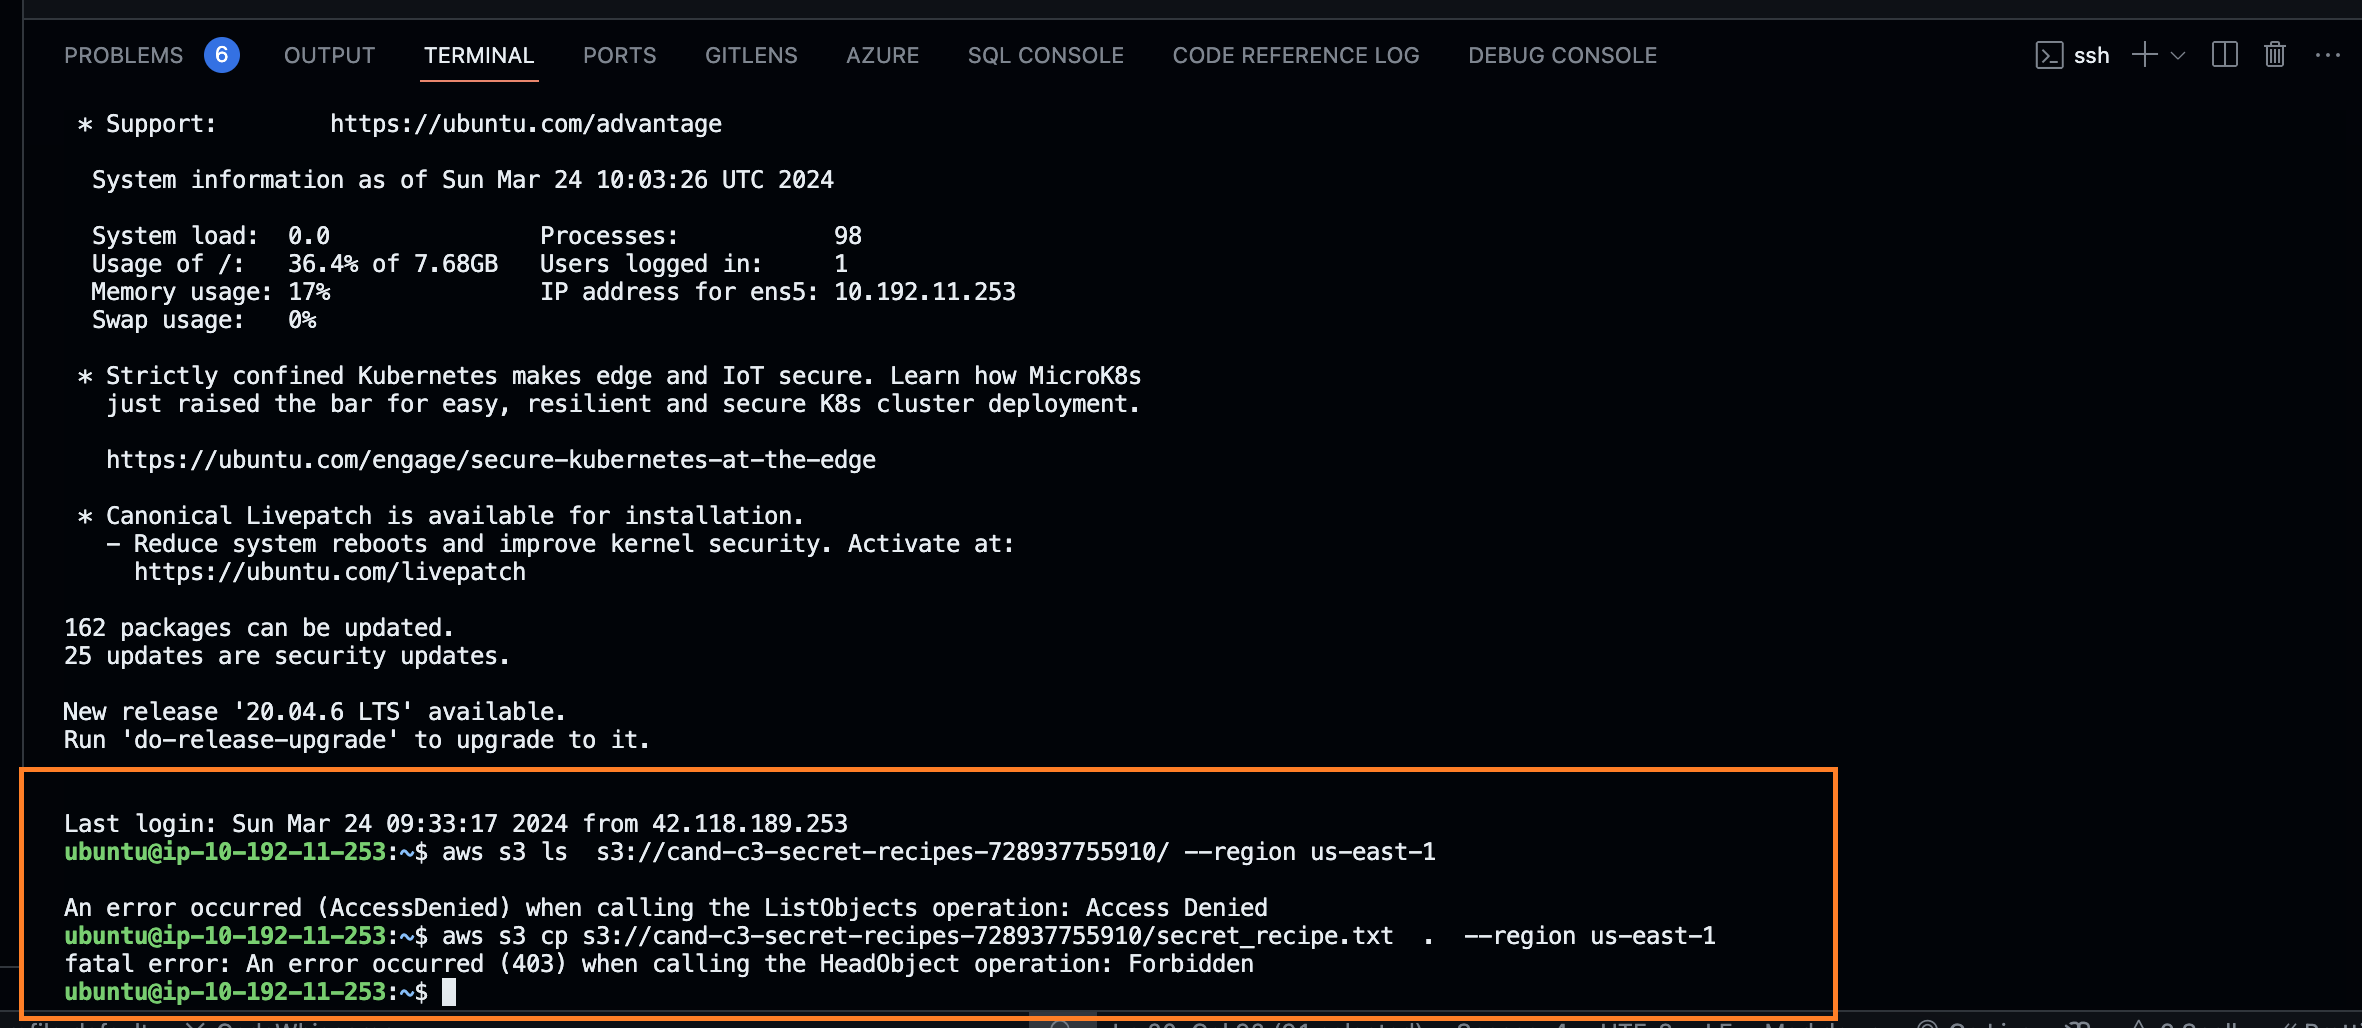 PROBLEMS 6 OUTPUT TERMINAL PORTS GITLENS AZURE SQL CONSOLE CODE REFERENCE LOG DEBUG CONSOLE ssh
* Support:        https://ubuntu.com/advantage
System information as of Sun Mar 24 10:03:26 UTC 2024
System load:  0.0               Processes:           98
Usage of /:   36.4% of 7.68GB   Users logged in:     1
Memory usage: 17%               IP address for ens5: 10.192.11.253
Swap usage:   0%
* Strictly confined Kubernetes makes edge and IoT secure. Learn how MicroK8s
just raised the bar for easy, resilient and secure K8s cluster deployment.
https://ubuntu.com/engage/secure-kubernetes-at-the-edge
* Canonical Livepatch is available for installation.
- Reduce system reboots and improve kernel security. Activate at:
https://ubuntu.com/livepatch
162 packages can be updated.
25 updates are security updates.
New release '20.04.6 LTS' available.
Run 'do-release-upgrade' to upgrade to it.
Last login: Sun Mar 24 09:33:17 2024 from 42.118.189.253
ubuntu@ip-10-192-11-253:~$ aws s3 ls  s3://cand-c3-secret-recipes-728937755910/ --region us-east-1
An error occurred (AccessDenied) when calling the ListObjects operation: Access Denied
ubuntu@ip-10-192-11-253:~$ aws s3 cp s3://cand-c3-secret-recipes-728937755910/secret_recipe.txt  .  --region us-east-1
fatal error: An error occurred (403) when calling the HeadObject operation: Forbidden
ubuntu@ip-10-192-11-253:~$